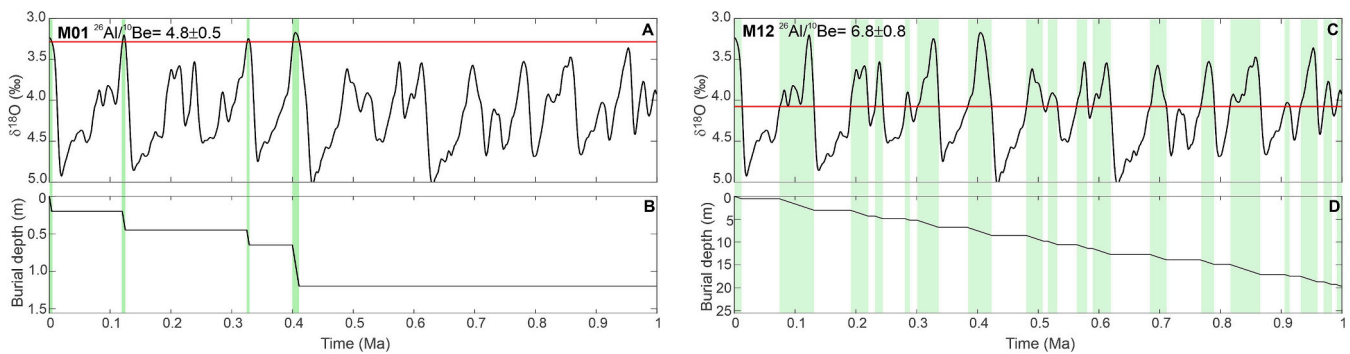 M01 ²⁶Al/¹⁰Be= 4.8±0.5
A
3.0
3.5
4.0
4.5
5.0
δ¹⁸O (‰)
B
0
0.5
1.0
1.5
Burial depth (m)
0 0.1 0.2 0.3 0.4 0.5 0.6 0.7 0.8 0.9 1
Time (Ma)
M12 ²⁶Al/¹⁰Be= 6.8±0.8
C
3.0
3.5
4.0
4.5
5.0
δ¹⁸O (‰)
D
0
5
10
15
20
25
Burial depth (m)
0 0.1 0.2 0.3 0.4 0.5 0.6 0.7 0.8 0.9 1
Time (Ma)